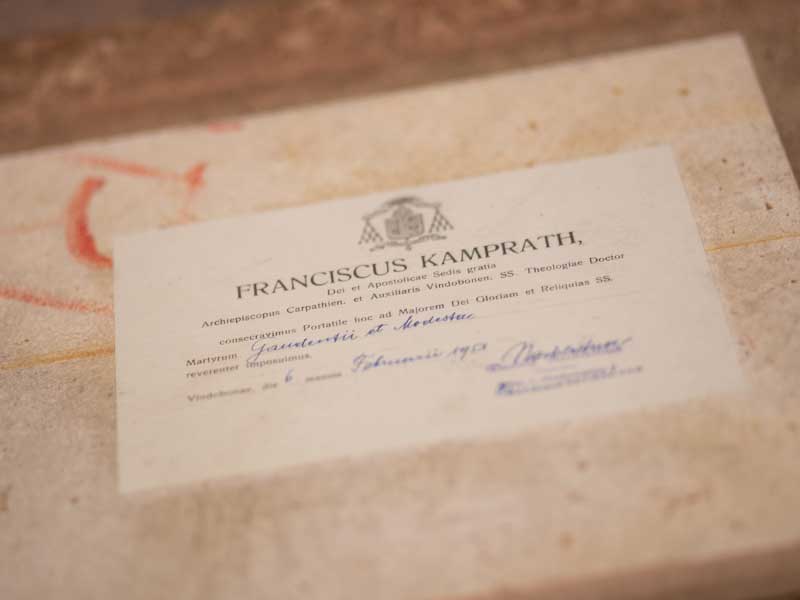 FRANCISCUS KAMPRATH,
Dei et Apostolicae Sedis gratia
Archiepiscopus Carpathien. et Auxiliaris Vindobonen. SS. Theologiae Doctor
consecravimus Portatile hoc ad Majorem Dei Gloriam et Reliquias SS.
Martyrum Gaudentii et Modestae
reverenter imposuimus.
Vindobonae, die 6 mensis Februarii